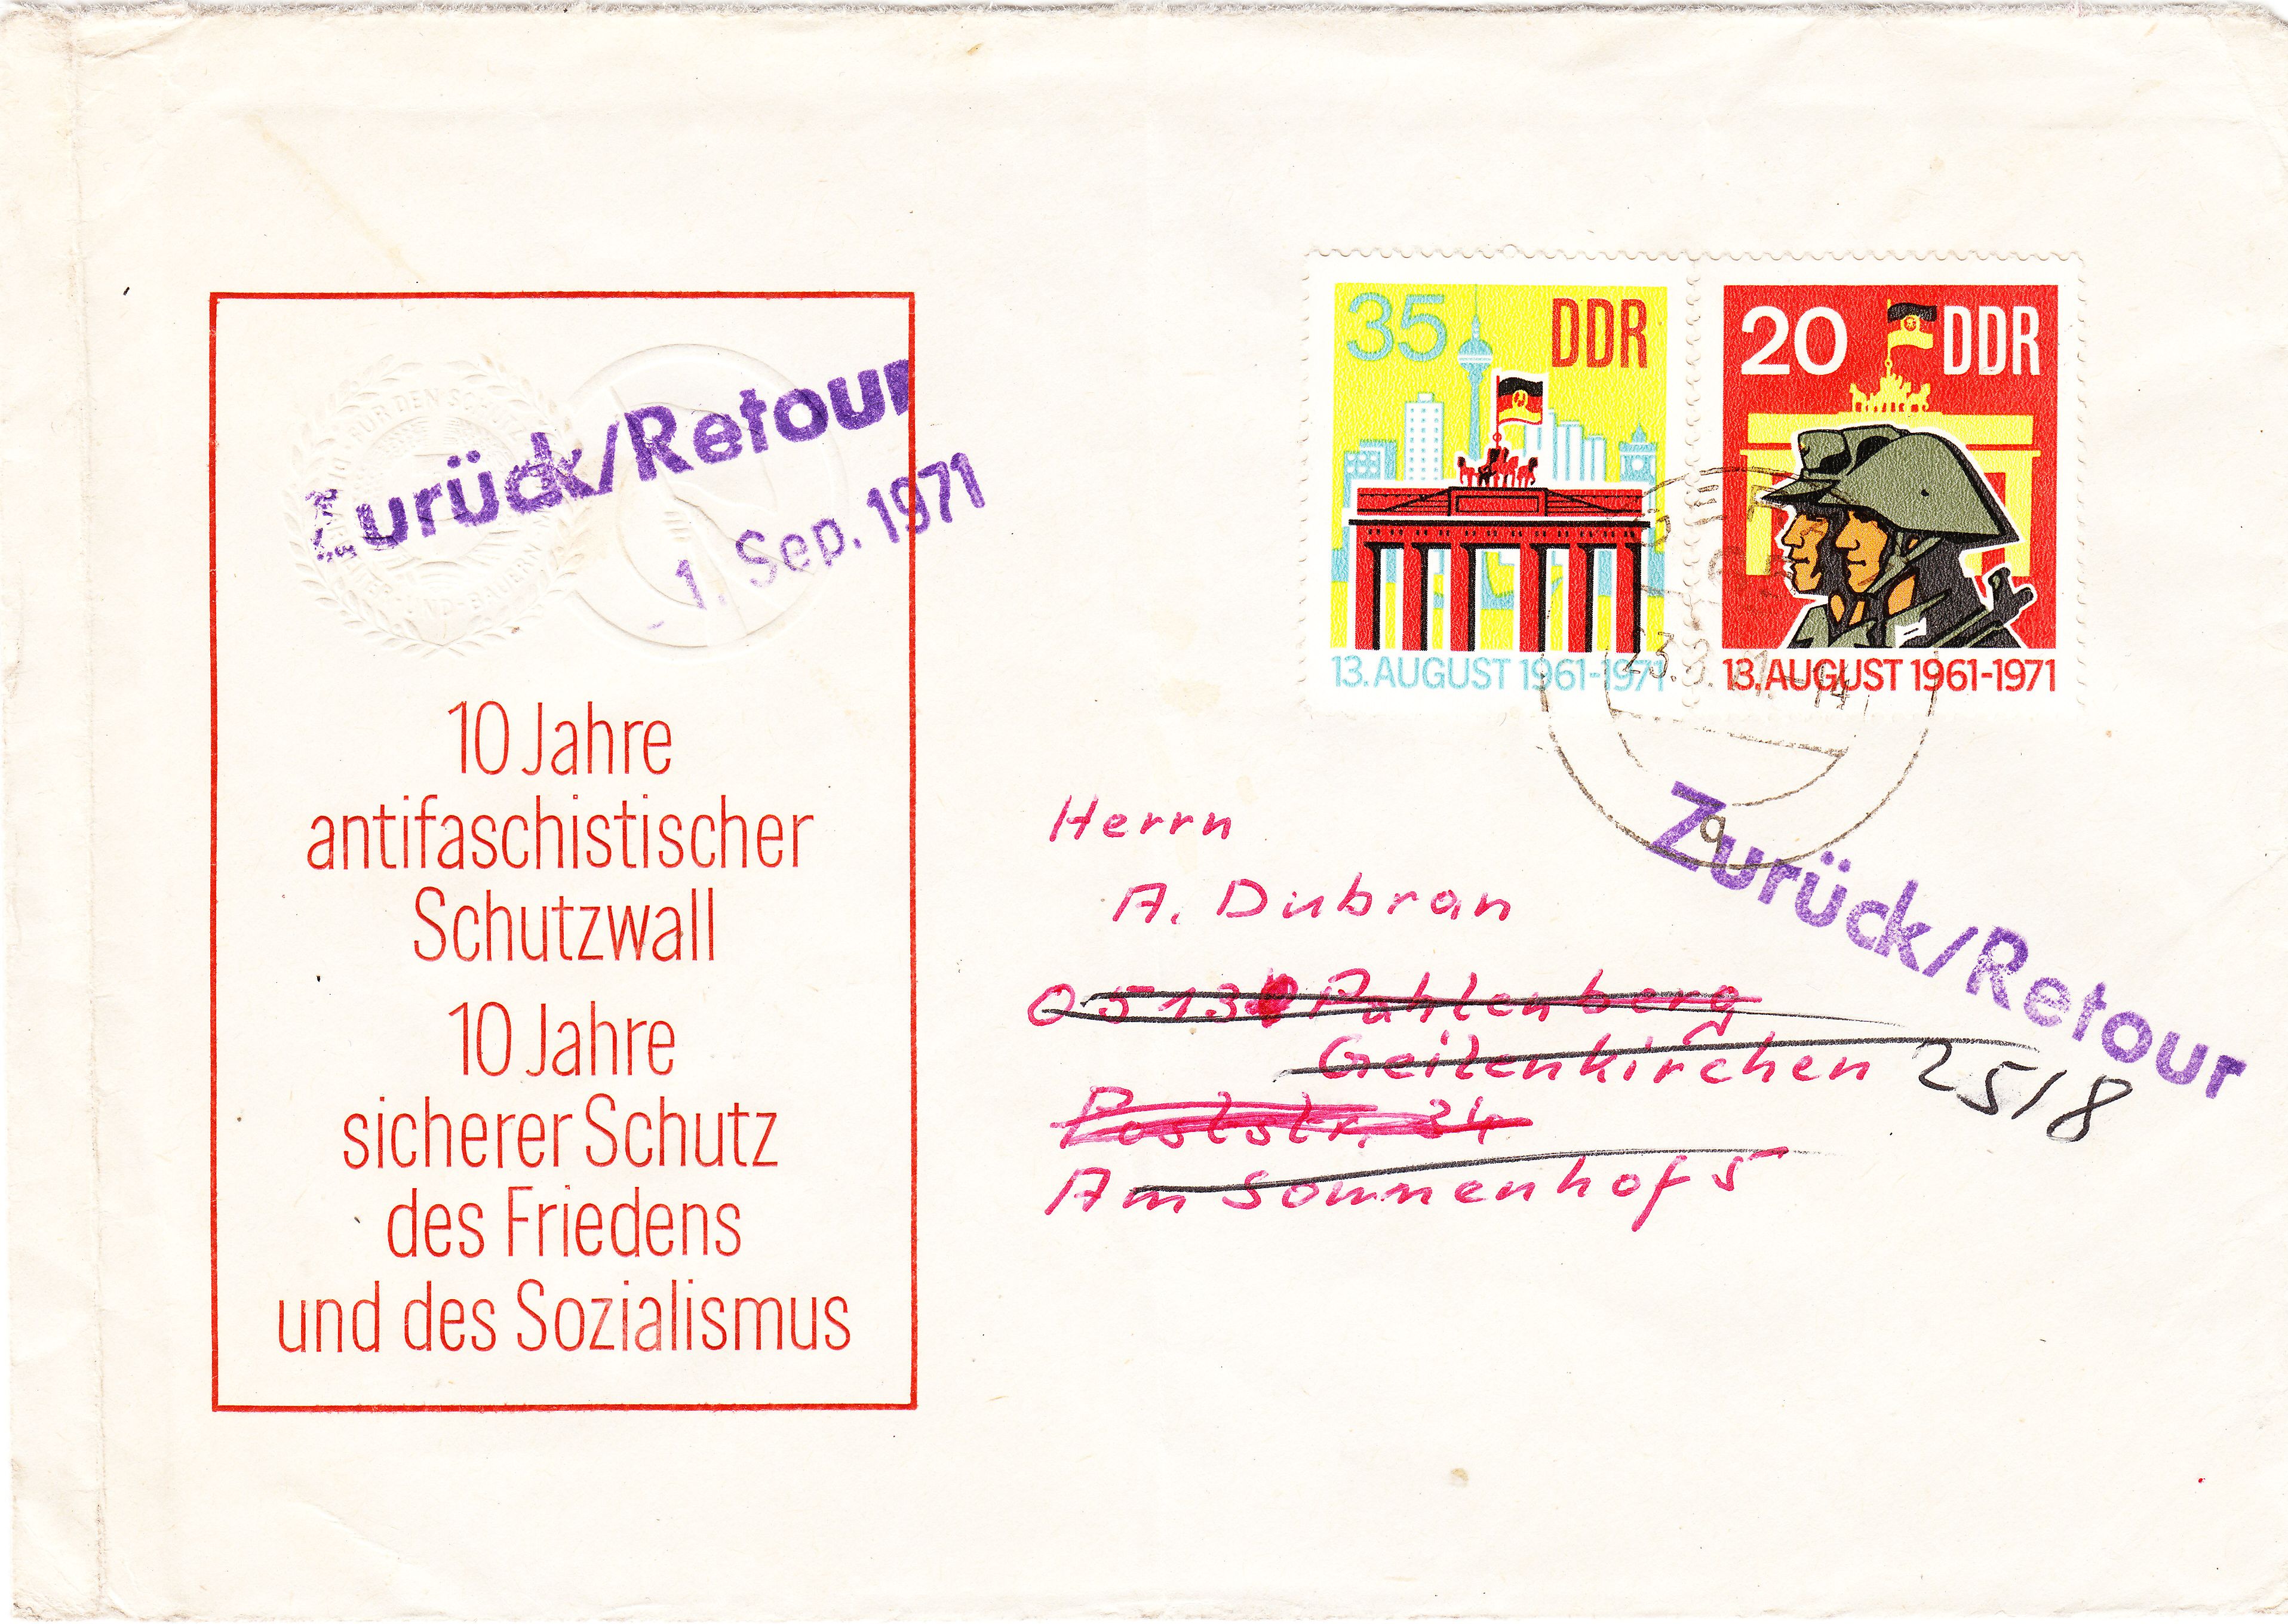 Zurück/Retour
1. Sep. 1971
10 Jahre
antifaschistischer
Schutzwall
10 Jahre
sicherer Schutz
des Friedens
und des Sozialismus
35 DDR
13. AUGUST 1961-1971
20 DDR
13. AUGUST 1961-1971
Zurück/Retour
Herrn
A. Dubran
Geilenkirchen
25/8
Poststr. 24
Am Sonnenhof 5